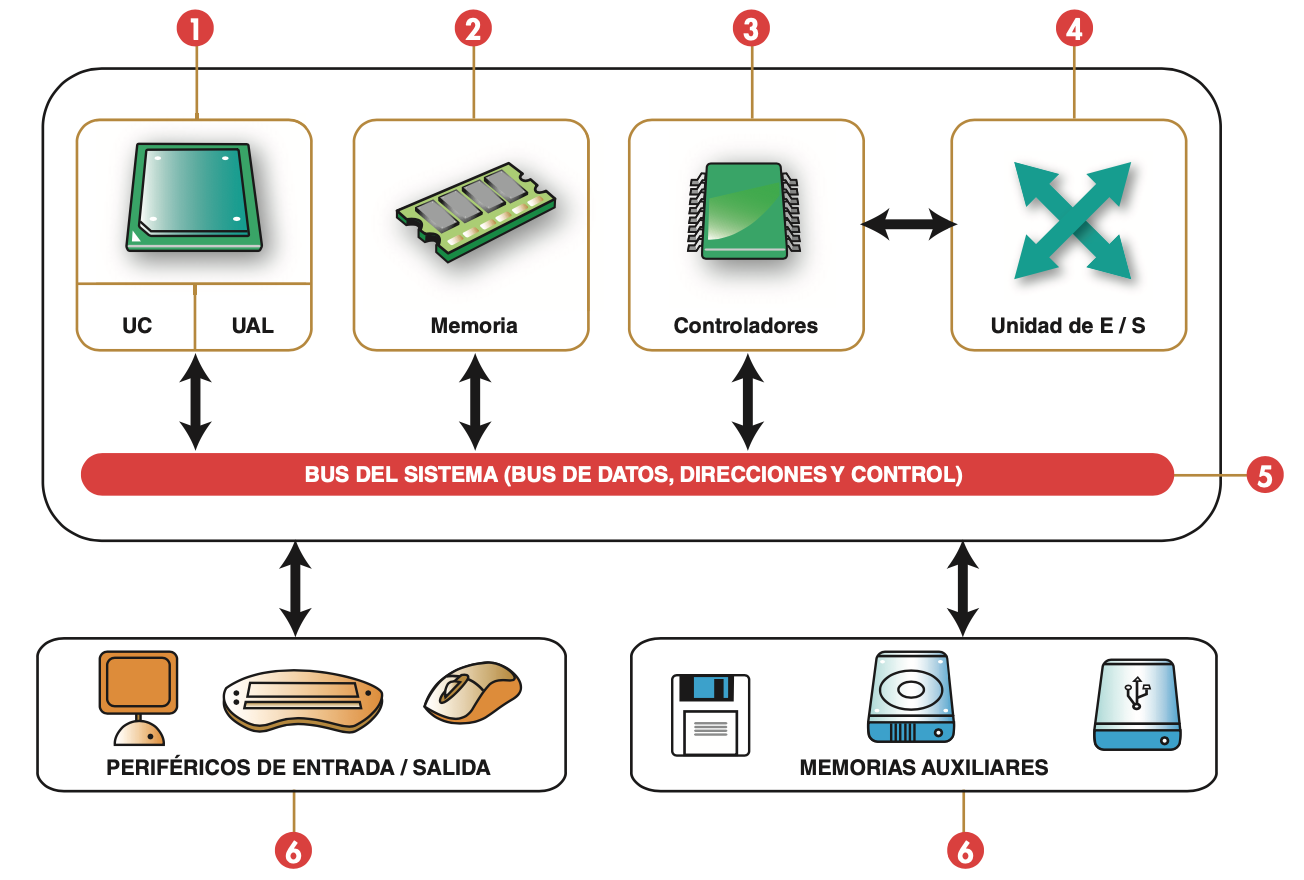 1
2
3
4
UC
UAL
Memoria
Controladores
Unidad de E / S
BUS DEL SISTEMA (BUS DE DATOS, DIRECCIONES Y CONTROL)
5
PERIFÉRICOS DE ENTRADA / SALIDA
MEMORIAS AUXILIARES
6
6